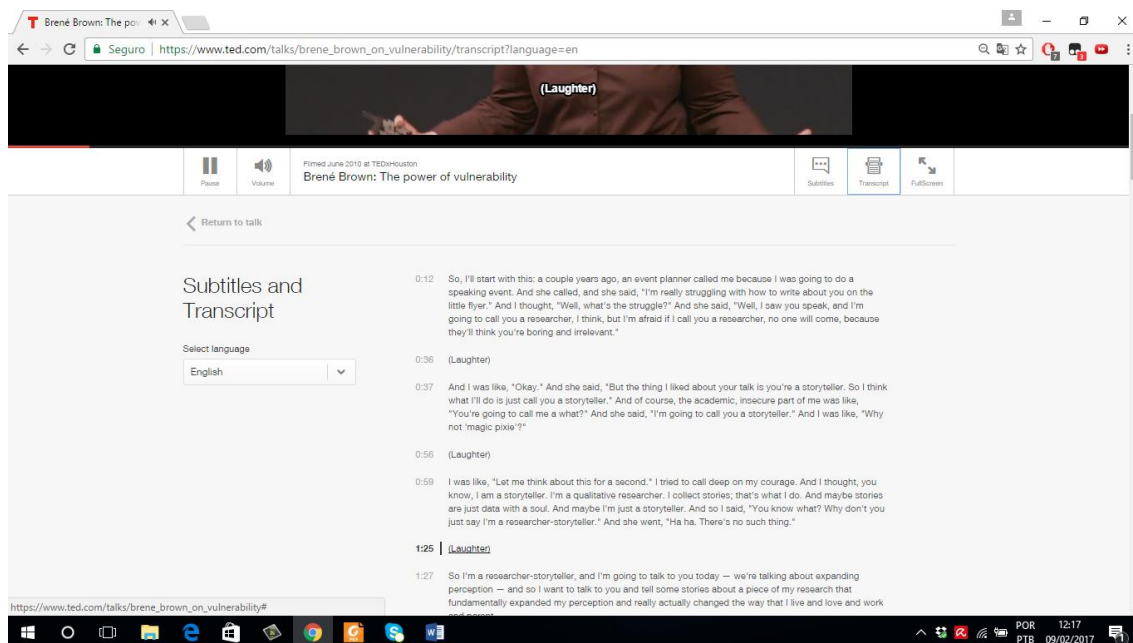 Brené Brown: The pov
Seguro | https://www.ted.com/talks/brene_brown_on_vulnerability/transcript?language=en
7
3
(Laughter)
Pause
Volume
Filmed June 2010 at TEDxHouston
Brené Brown: The power of vulnerability
Subtitles
Transcript
FullScreen
Return to talk
Subtitles and
Transcript
Select language
English
0:12 So, I'll start with this: a couple years ago, an event planner called me because I was going to do a
speaking event. And she called, and she said, "I'm really struggling with how to write about you on the
little flyer." And I thought, "Well, what's the struggle?" And she said, "Well, I saw you speak, and I'm
going to call you a researcher, I think, but I'm afraid if I call you a researcher, no one will come, because
they'll think you're boring and irrelevant."
0:36 (Laughter)
0:37 And I was like, "Okay." And she said, "But the thing I liked about your talk is you're a storyteller. So I think
what I'll do is just call you a storyteller." And of course, the academic, insecure part of me was like,
"You're going to call me a what?" And she said, "I'm going to call you a storyteller." And I was like, "Why
not 'magic pixie'?"
0:56 (Laughter)
0:59 I was like, "Let me think about this for a second." I tried to call deep on my courage. And I thought, you
know, I am a storyteller. I'm a qualitative researcher. I collect stories; that's what I do. And maybe stories
are just data with a soul. And maybe I'm just a storyteller. And so I said, "You know what? Why don't you
just say I'm a researcher-storyteller." And she went, "Ha ha. There's no such thing."
1:25 (Laughter)
1:27 So I'm a researcher-storyteller, and I'm going to talk to you today — we're talking about expanding
perception — and so I want to talk to you and tell some stories about a piece of my research that
fundamentally expanded my perception and really actually changed the way that I live and love and work
and parent.
https://www.ted.com/talks/brene_brown_on_vulnerability#
POR
PTB
12:17
09/02/2017